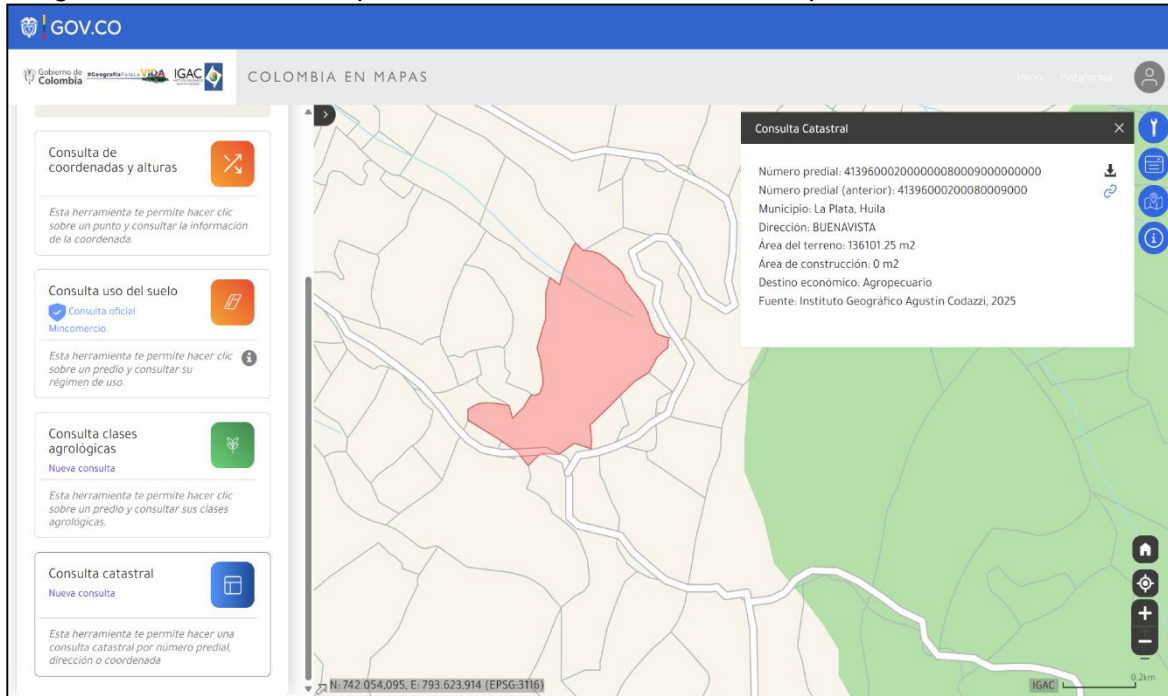 GOV.CO
Gobierno de
Colombia
#GeografíaParaLa VIDA
IGAC
COLOMBIA EN MAPAS
Inicio Plataforma
Consulta de
coordenadas y alturas
Esta herramienta te permite hacer clic
sobre un punto y consultar la información
de la coordenada.
Consulta uso del suelo
Consulta oficial
Mincomercio.
Esta herramienta te permite hacer clic
sobre un predio y consultar su
régimen de uso.
Consulta clases
agrológicas
Nueva consulta
Esta herramienta te permite hacer clic
sobre un predio y consultar sus clases
agrológicas.
Consulta catastral
Nueva consulta
Esta herramienta te permite hacer una
consulta catastral por número predial,
dirección o coordenada
Consulta Catastral
Número predial: 413960002000000080009000000000
Número predial (anterior): 41396000200080009000
Municipio: La Plata, Huila
Dirección: BUENAVISTA
Área del terreno: 136101.25 m2
Área de construcción: 0 m2
Destino económico: Agropecuario
Fuente: Instituto Geográfico Agustín Codazzi, 2025
N: 742.054,095, E: 793.623,914 (EPSG:3116)
IGAC
0.2km